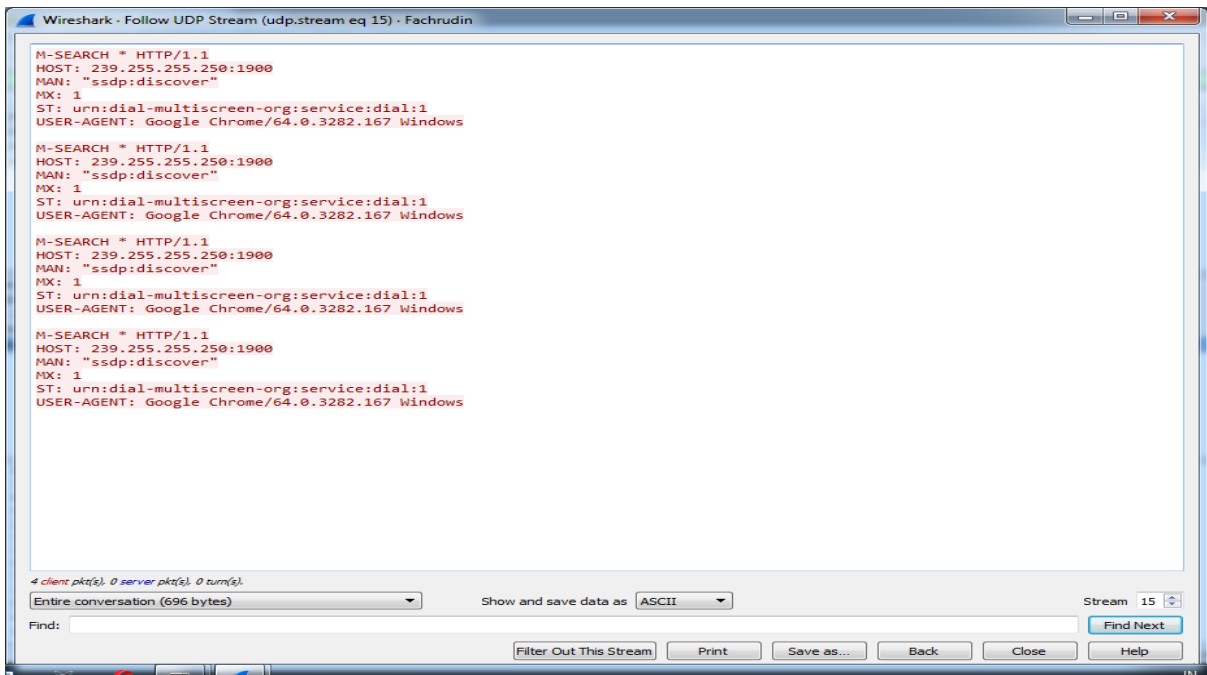 Wireshark · Follow UDP Stream (udp.stream eq 15) · Fachrudin
M-SEARCH * HTTP/1.1
HOST: 239.255.255.250:1900
MAN: "ssdp:discover"
MX: 1
ST: urn:dial-multiscreen-org:service:dial:1
USER-AGENT: Google Chrome/64.0.3282.167 Windows

M-SEARCH * HTTP/1.1
HOST: 239.255.255.250:1900
MAN: "ssdp:discover"
MX: 1
ST: urn:dial-multiscreen-org:service:dial:1
USER-AGENT: Google Chrome/64.0.3282.167 Windows

M-SEARCH * HTTP/1.1
HOST: 239.255.255.250:1900
MAN: "ssdp:discover"
MX: 1
ST: urn:dial-multiscreen-org:service:dial:1
USER-AGENT: Google Chrome/64.0.3282.167 Windows

M-SEARCH * HTTP/1.1
HOST: 239.255.255.250:1900
MAN: "ssdp:discover"
MX: 1
ST: urn:dial-multiscreen-org:service:dial:1
USER-AGENT: Google Chrome/64.0.3282.167 Windows

4 client pkt(s), 0 server pkt(s), 0 turn(s).
Entire conversation (696 bytes) Show and save data as ASCII Stream 15
Find: Find Next
Filter Out This Stream Print Save as... Back Close Help
IN